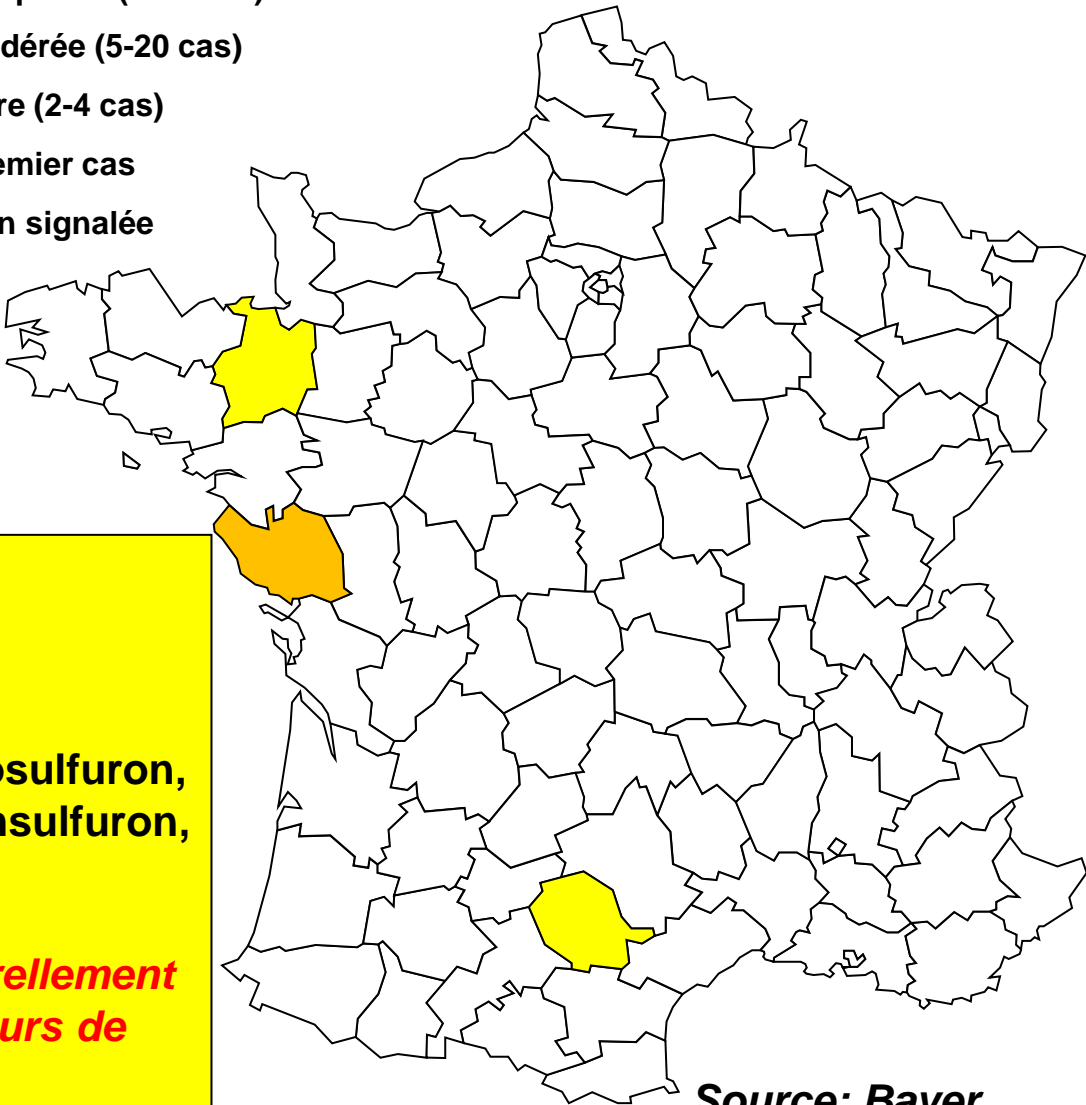 dérée (5-20 cas)
re (2-4 cas)
emier cas
n signalée
osulfuron,
nsulfuron,
rellement
urs de
Source: Bayer